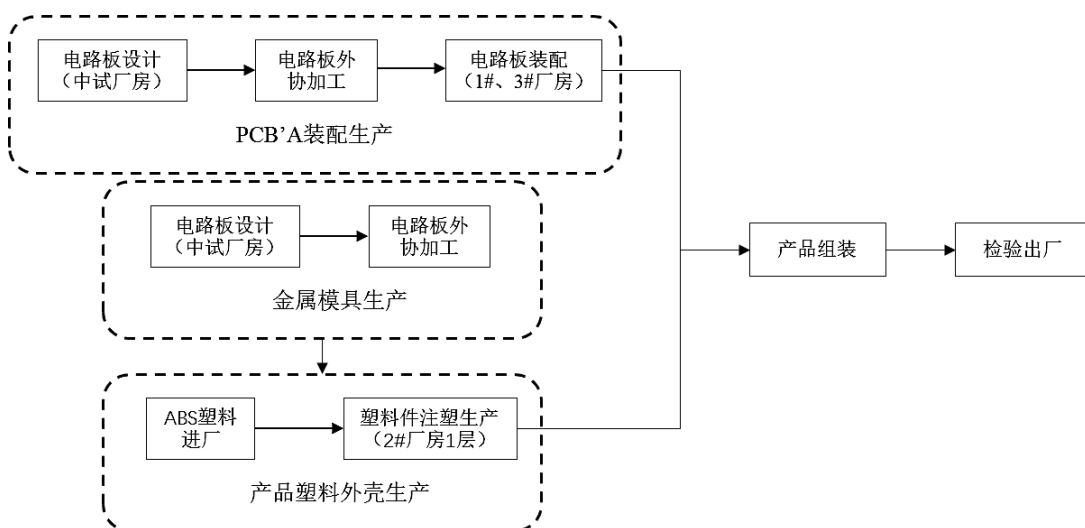 电路板设计
（中试厂房）
电路板外
协加工
电路板装配
（1#、3#厂房）
PCB’A装配生产
电路板设计
（中试厂房）
电路板外
协加工
金属模具生产
产品组装
检验出厂
ABS塑料
进厂
塑料件注塑生产
（2#厂房1层）
产品塑料外壳生产